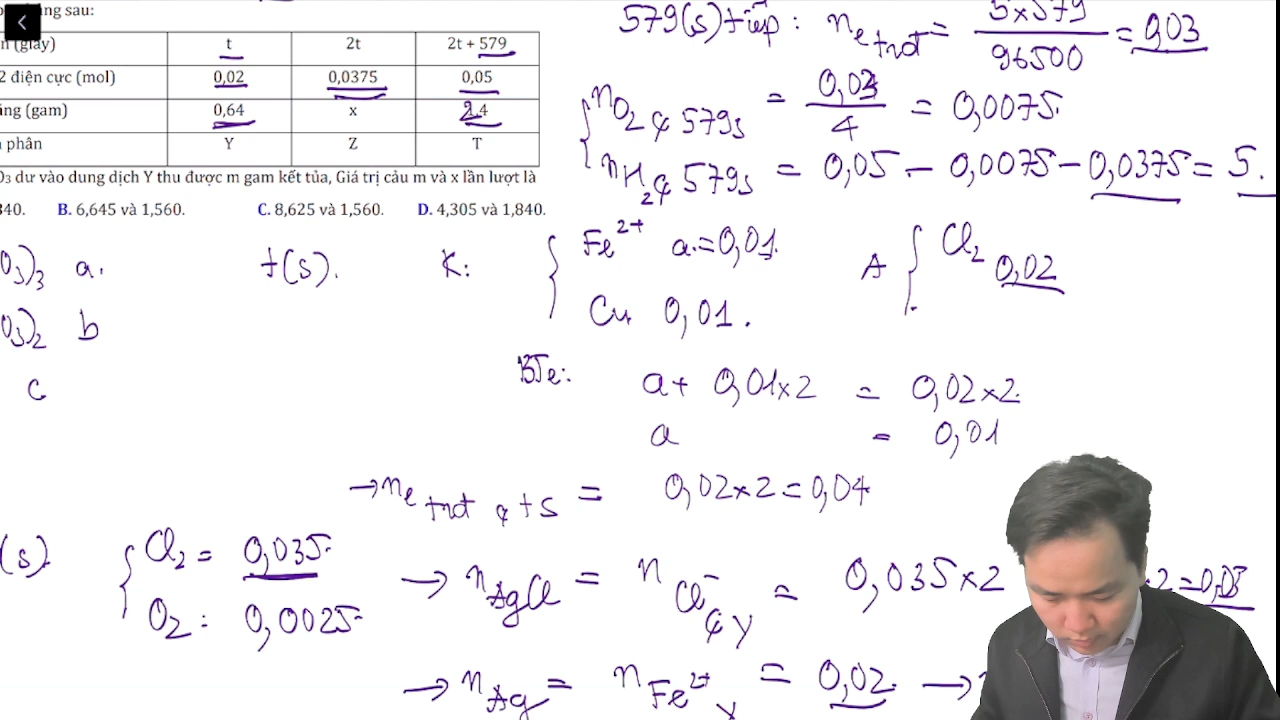 sau:
(giây) t 2t 2t + 579
2 điện cực (mol) 0,02 0,0375 0,05
(gam) 0,64 x 2,4
phân Y Z T
O₃ dư vào dung dịch Y thu được m gam kết tủa, Giá trị cảu m và x lần lượt là
340. B. 6,645 và 1,560. C. 8,625 và 1,560. D. 4,305 và 1,840.
579(s) tiếp : ne trđ = 5×579 / 96500 = 0,03
nO₂ ở 579s = 0,03 / 4 = 0,0075
nH₂ ở 579s = 0,05 - 0,0075 - 0,0375 = 5.
O₃)₃ a.
O₃)₂ b
c
t(s). K: Fe²⁺ a = 0,01 A Cl₂ 0,02
Cu 0,01.
BTe: a + 0,01×2 = 0,02×2
a = 0,01
→ ne trđ ở ts = 0,02×2 = 0,04
(s). Cl₂ = 0,035
O₂ : 0,0025
→ nAgCl = nCl⁻ ở Y = 0,035×2
→ nAg = nFe²⁺ Y = 0,02 →